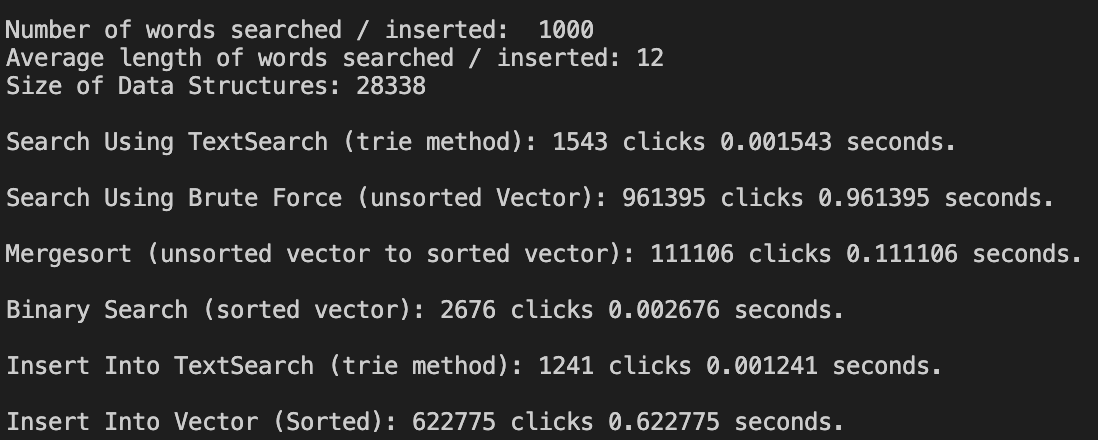 Number of words searched / inserted:  1000
Average length of words searched / inserted: 12
Size of Data Structures: 28338
Search Using TextSearch (trie method): 1543 clicks 0.001543 seconds.
Search Using Brute Force (unsorted Vector): 961395 clicks 0.961395 seconds.
Mergesort (unsorted vector to sorted vector): 111106 clicks 0.111106 seconds.
Binary Search (sorted vector): 2676 clicks 0.002676 seconds.
Insert Into TextSearch (trie method): 1241 clicks 0.001241 seconds.
Insert Into Vector (Sorted): 622775 clicks 0.622775 seconds.